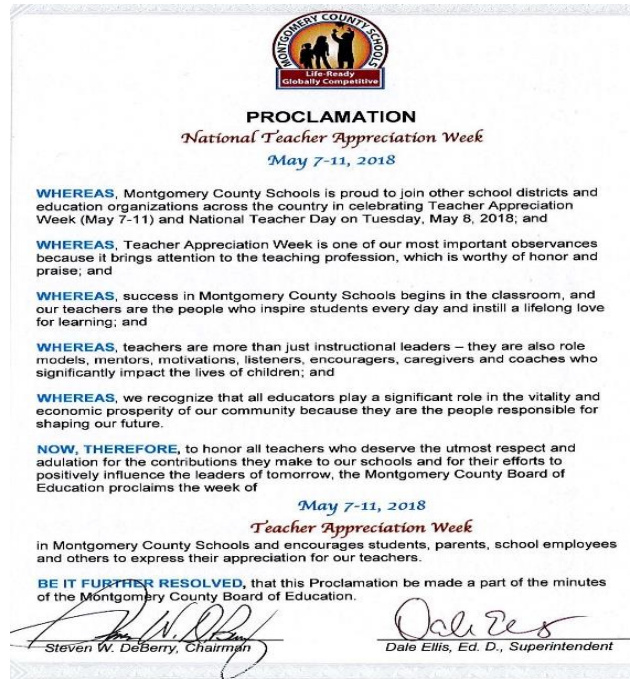 MONTGOMERY COUNTY SCHOOLS
Life-Ready
Globally Competitive
PROCLAMATION
National Teacher Appreciation Week
May 7-11, 2018
WHEREAS, Montgomery County Schools is proud to join other school districts and
education organizations across the country in celebrating Teacher Appreciation
Week (May 7-11) and National Teacher Day on Tuesday, May 8, 2018; and
WHEREAS, Teacher Appreciation Week is one of our most important observances
because it brings attention to the teaching profession, which is worthy of honor and
praise; and
WHEREAS, success in Montgomery County Schools begins in the classroom, and
our teachers are the people who inspire students every day and instill a lifelong love
for learning; and
WHEREAS, teachers are more than just instructional leaders – they are also role
models, mentors, motivations, listeners, encouragers, caregivers and coaches who
significantly impact the lives of children; and
WHEREAS, we recognize that all educators play a significant role in the vitality and
economic prosperity of our community because they are the people responsible for
shaping our future.
NOW, THEREFORE, to honor all teachers who deserve the utmost respect and
adulation for the contributions they make to our schools and for their efforts to
positively influence the leaders of tomorrow, the Montgomery County Board of
Education proclaims the week of
May 7-11, 2018
Teacher Appreciation Week
in Montgomery County Schools and encourages students, parents, school employees
and others to express their appreciation for our teachers.
BE IT FURTHER RESOLVED, that this Proclamation be made a part of the minutes
of the Montgomery County Board of Education.
Steven W. DeBerry, Chairman
Dale Ellis, Ed. D., Superintendent